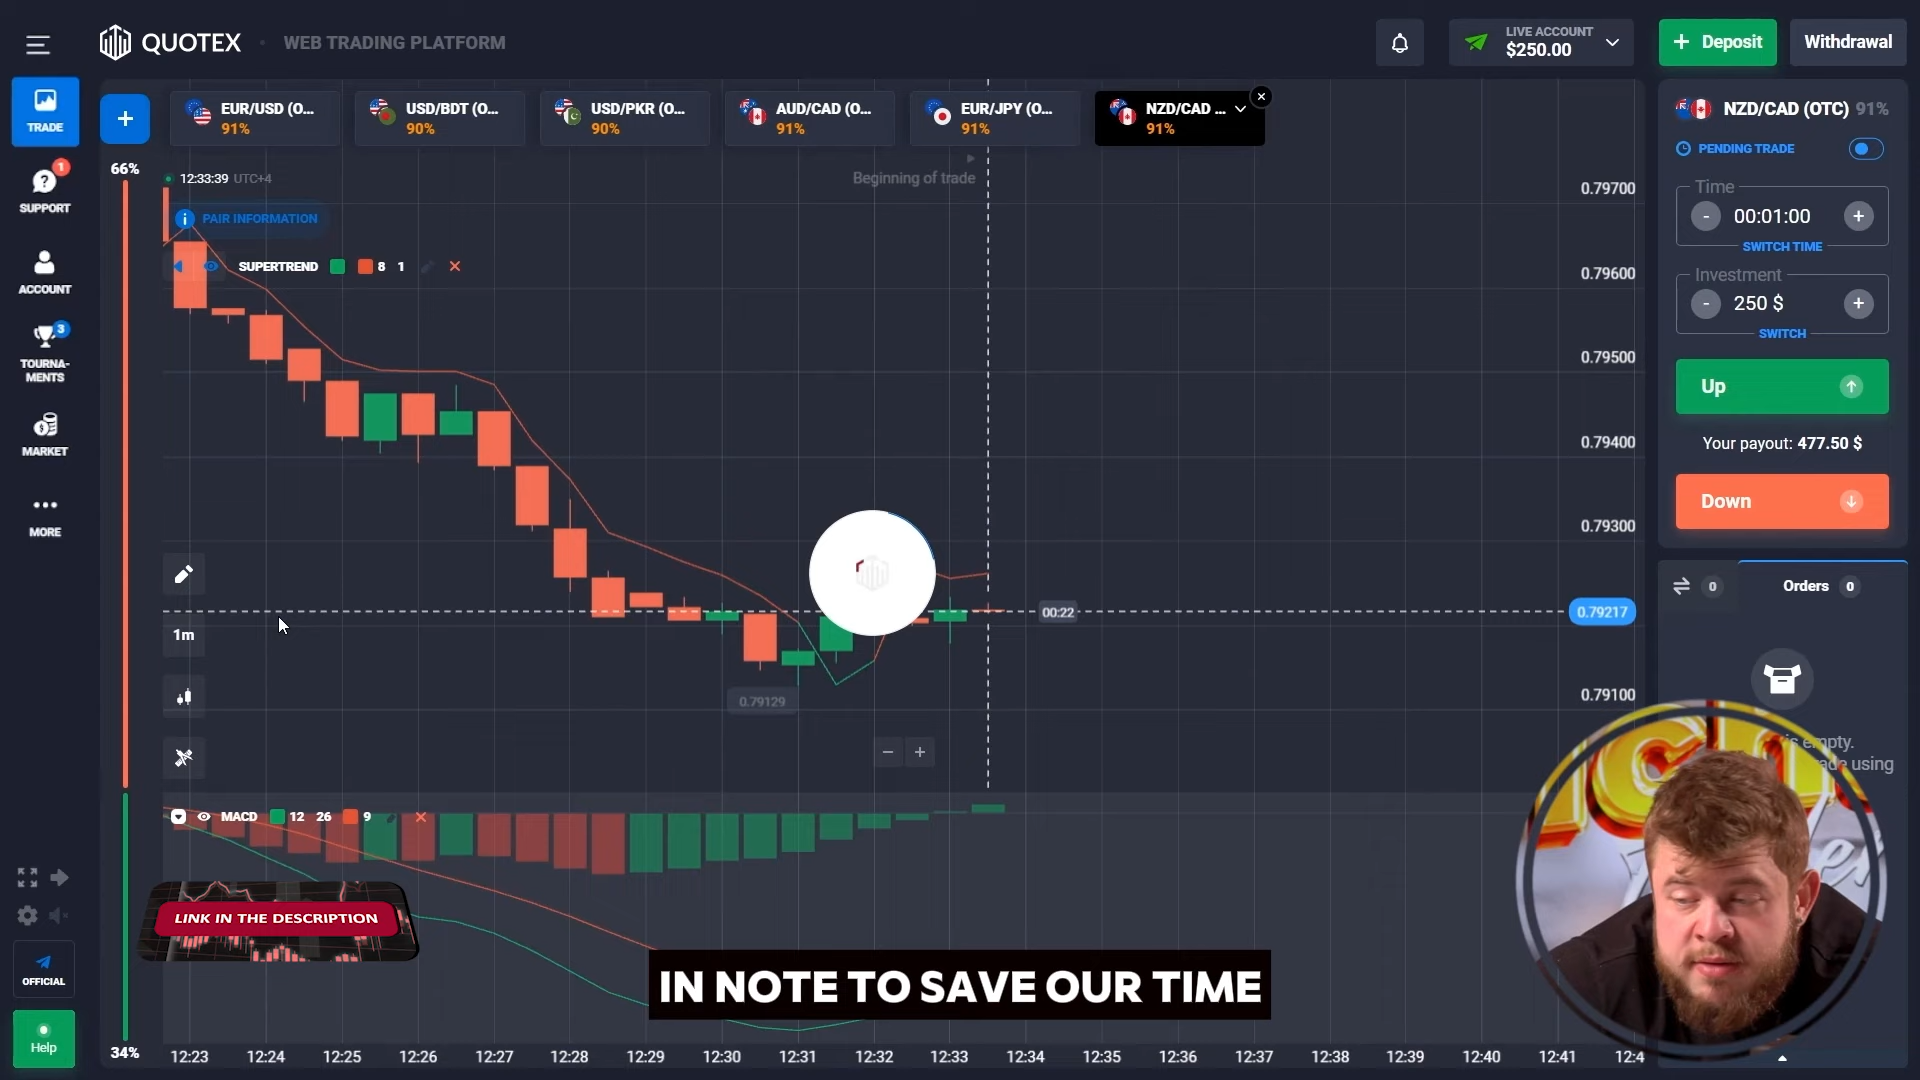 QUOTEX
WEB TRADING PLATFORM
LIVE ACCOUNT
$250.00
+ Deposit
Withdrawal
TRADE
1
SUPPORT
ACCOUNT
3
TOURNA-
MENTS
MARKET
MORE
OFFICIAL
Help
+
EUR/USD (O...
91%
USD/BDT (O...
90%
USD/PKR (O...
90%
AUD/CAD (O...
91%
EUR/JPY (O...
91%
NZD/CAD ...
91%
66%
12:33:39 UTC+4
Beginning of trade
PAIR INFORMATION
SUPERTREND 8 1
0.79700
0.79600
0.79500
0.79400
0.79300
0.79217
0.79100
00:22
0.79129
1m
MACD 12 26 9
LINK IN THE DESCRIPTION
IN NOTE TO SAVE OUR TIME
34%
12:23 12:24 12:25 12:26 12:27 12:28 12:29 12:30 12:31 12:32 12:33 12:34 12:35 12:36 12:37 12:38 12:39 12:40 12:41 12:4
NZD/CAD (OTC) 91%
PENDING TRADE
Time
- 00:01:00 +
SWITCH TIME
Investment
- 250 $ +
SWITCH
Up
Your payout: 477.50 $
Down
0
Orders 0
is empty.
using